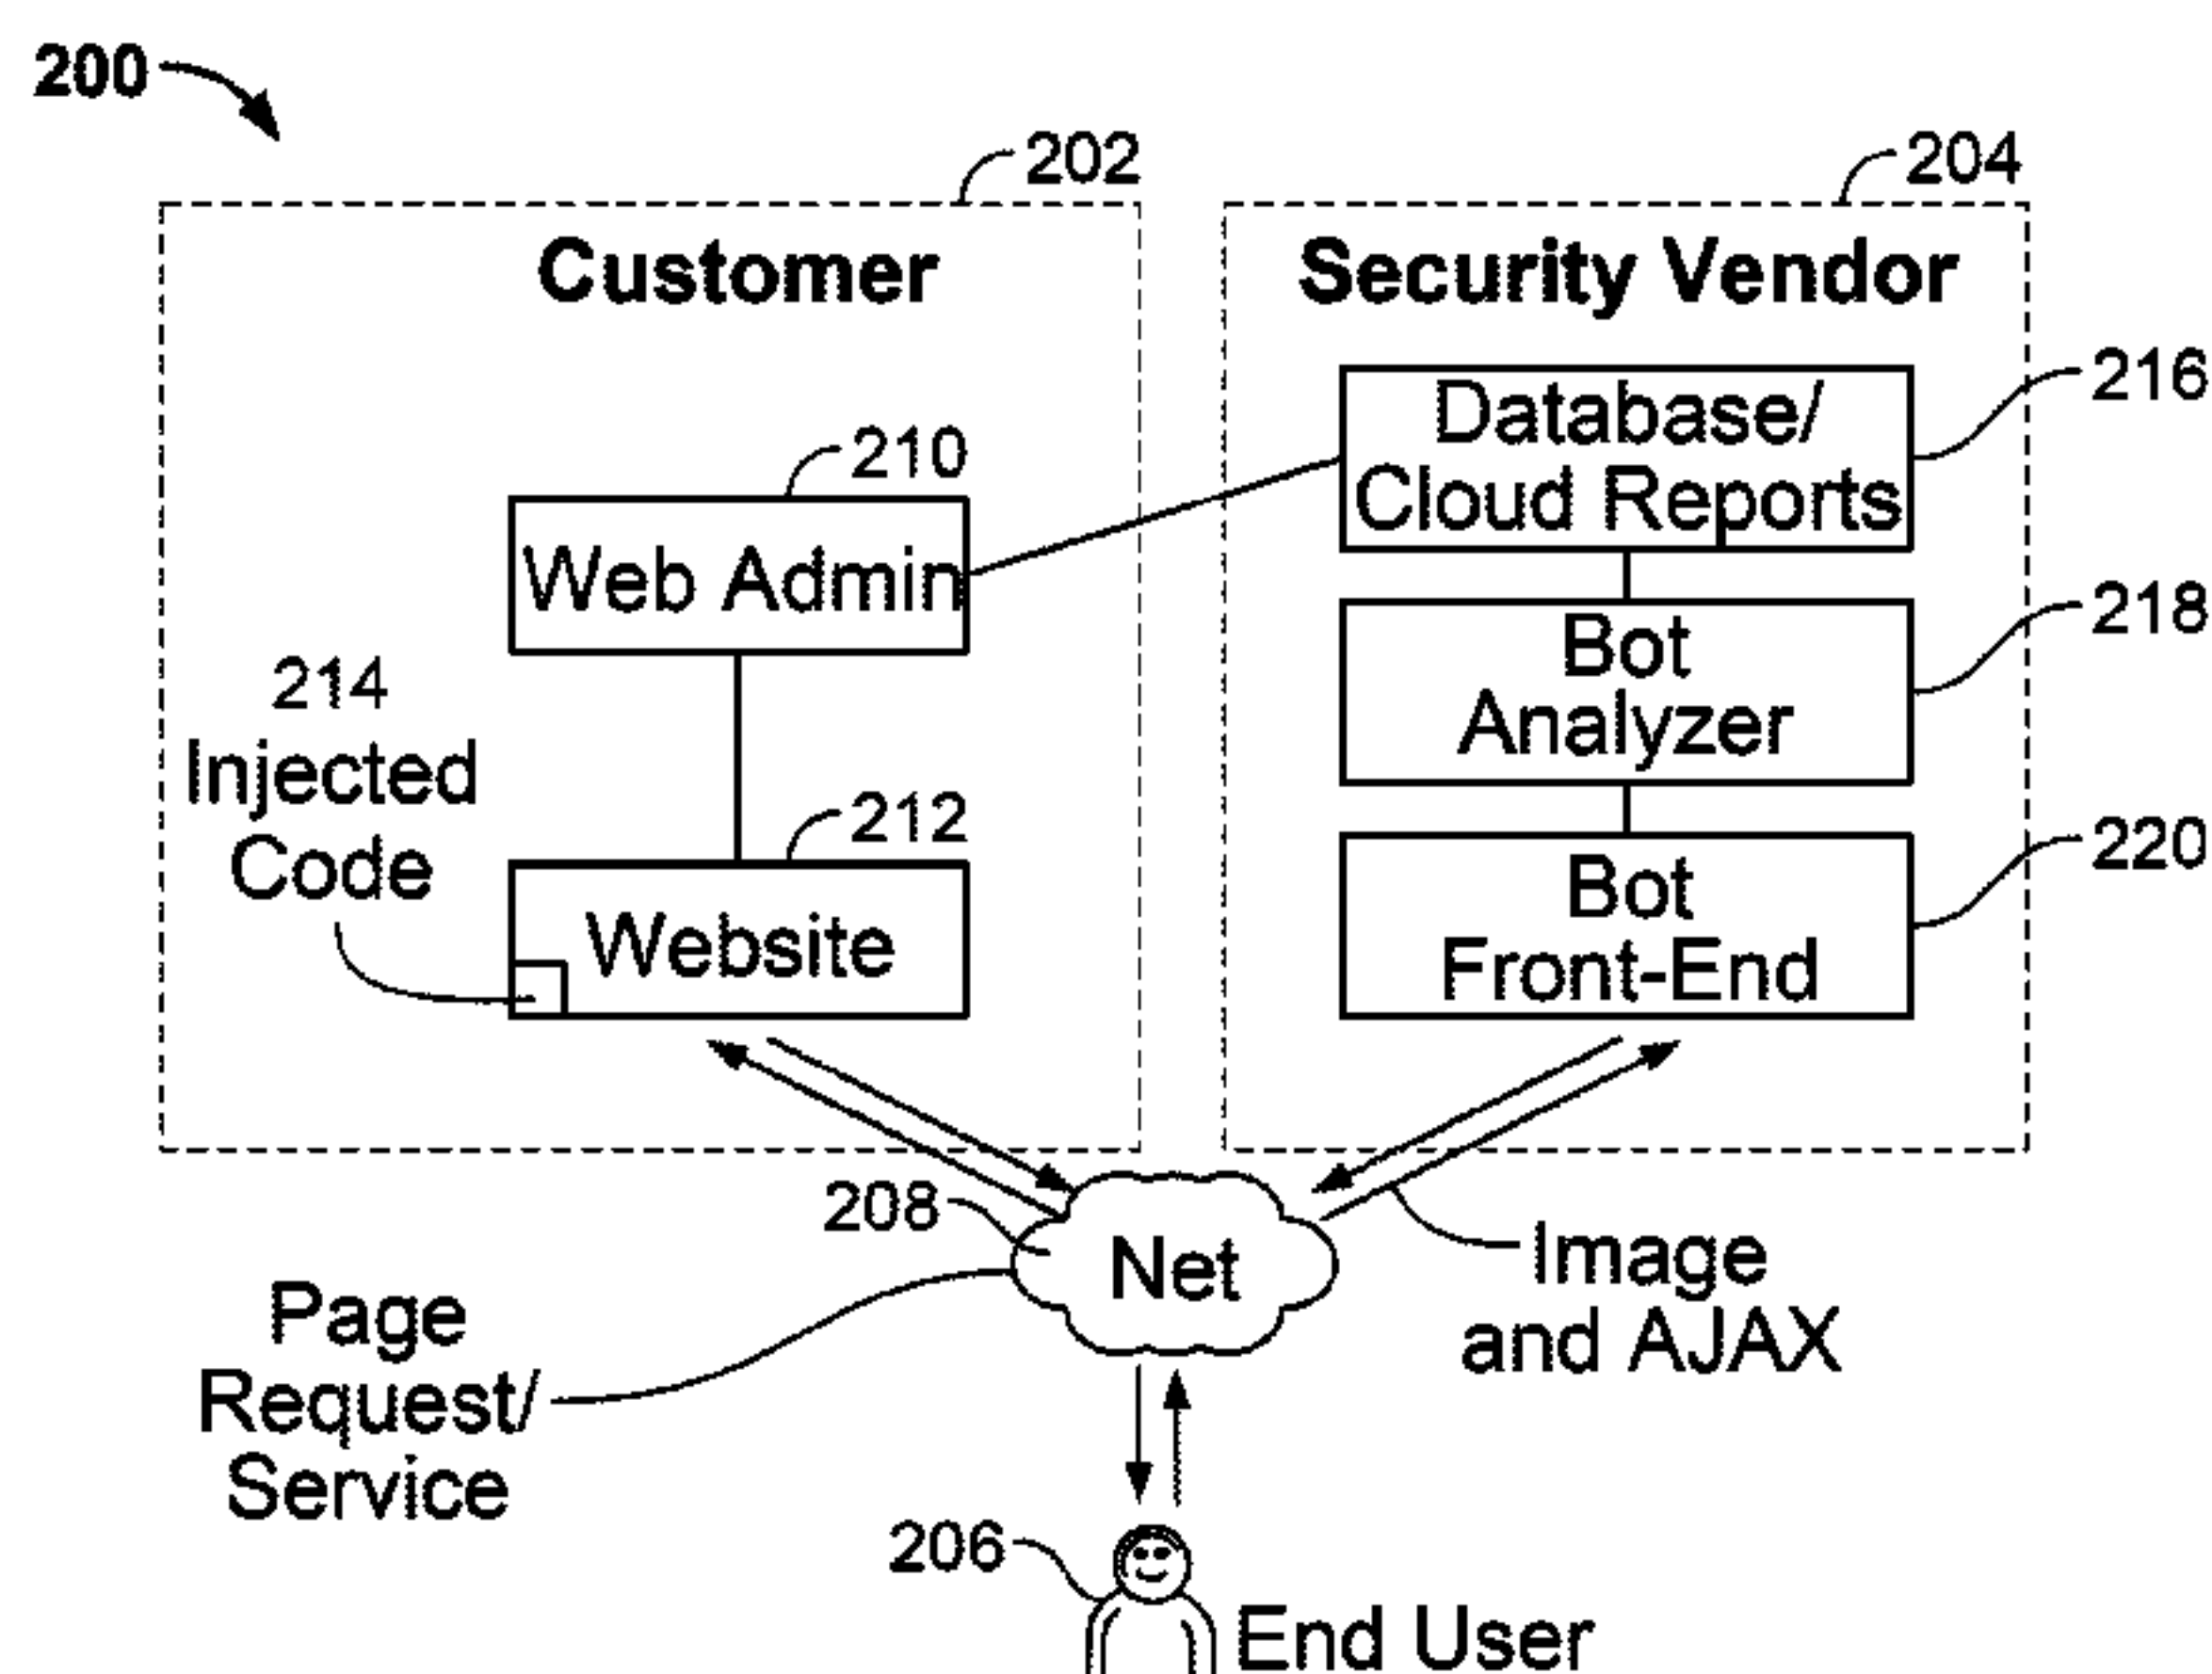 200
202
204
Customer
Security Vendor
216
Database/
Cloud Reports
210
Web Admin
218
Bot
Analyzer
214
Injected
Code
212
Website
220
Bot
Front-End
208
Net
Image
and AJAX
Page
Request/
Service
206
End User